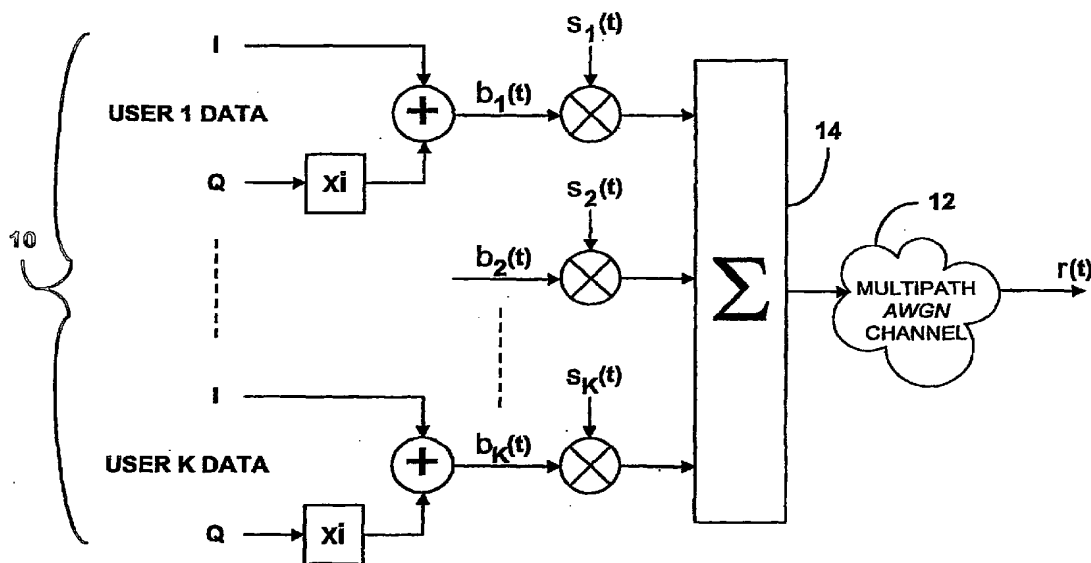 I
s1(t)
USER 1 DATA
+
b1(t)
14
Q
xi
s2(t)
12
10
b2(t)
Σ
MULTIPATH
AWGN
CHANNEL
r(t)
I
sK(t)
USER K DATA
+
bK(t)
Q
xi